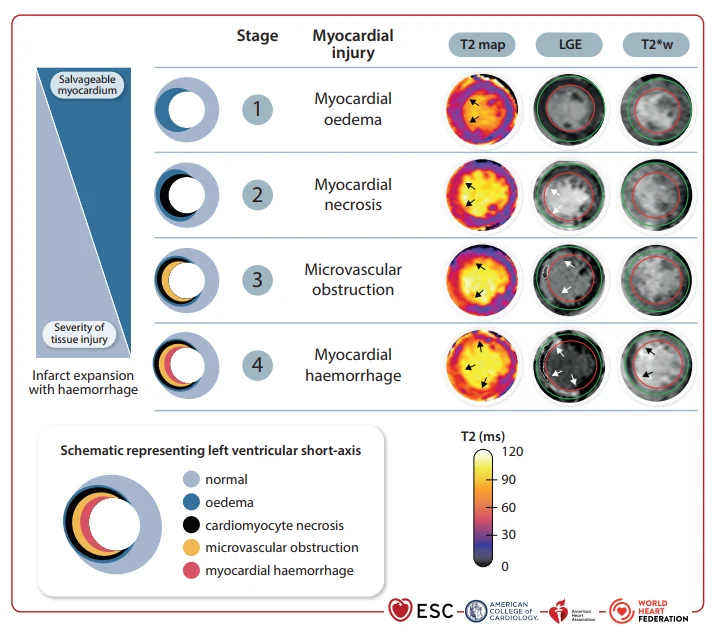 Stage
Myocardial
injury
T2 map
LGE
T2*w
Salvageable
myocardium
1
Myocardial
oedema
2
Myocardial
necrosis
3
Microvascular
obstruction
Severity of
tissue injury
4
Myocardial
haemorrhage
Infarct expansion
with haemorrhage
Schematic representing left ventricular short-axis
normal
oedema
cardiomyocyte necrosis
microvascular obstruction
myocardial haemorrhage
T2 (ms)
120
90
60
30
0
ESC
AMERICAN
COLLEGE of
CARDIOLOGY
American
Heart
Association
WORLD
HEART
FEDERATION